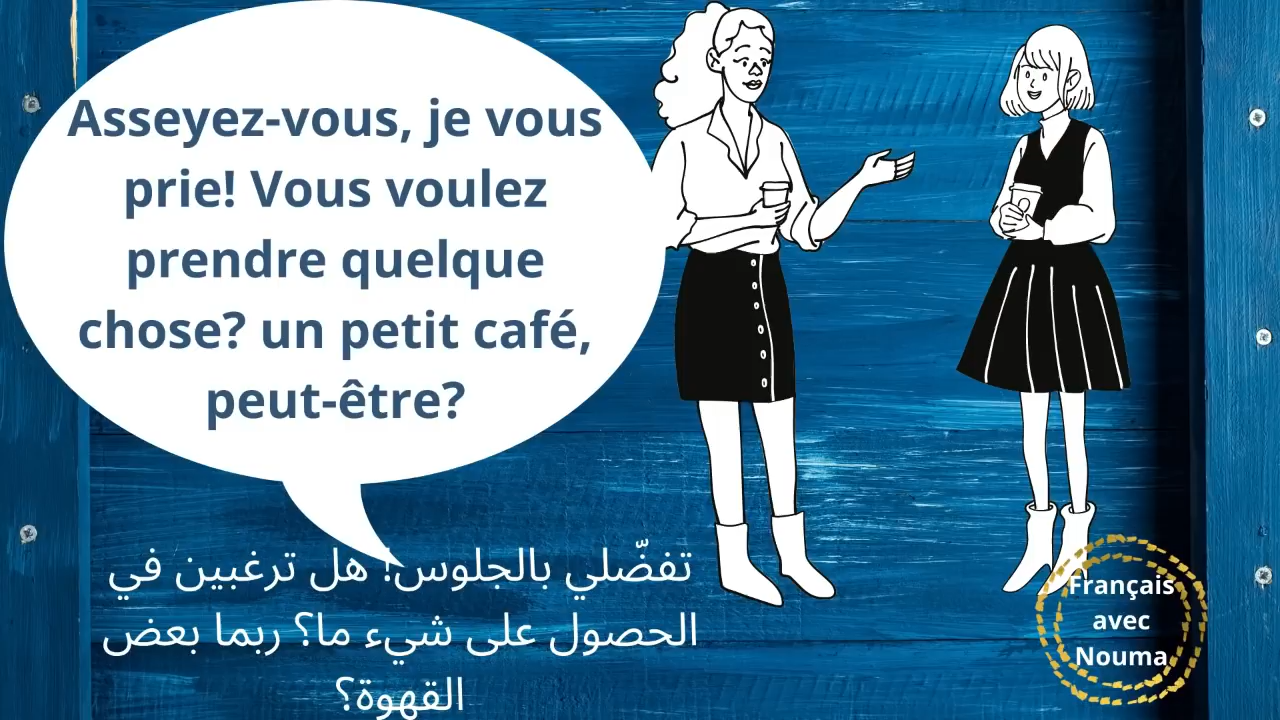 Asseyez-vous, je vous
prie! Vous voulez
prendre quelque
chose? un petit café,
peut-être?
تفضّلي بالجلوس! هل ترغبين في
الحصول على شيء ما؟ ربما بعض
القهوة؟
Français
avec
Nouma